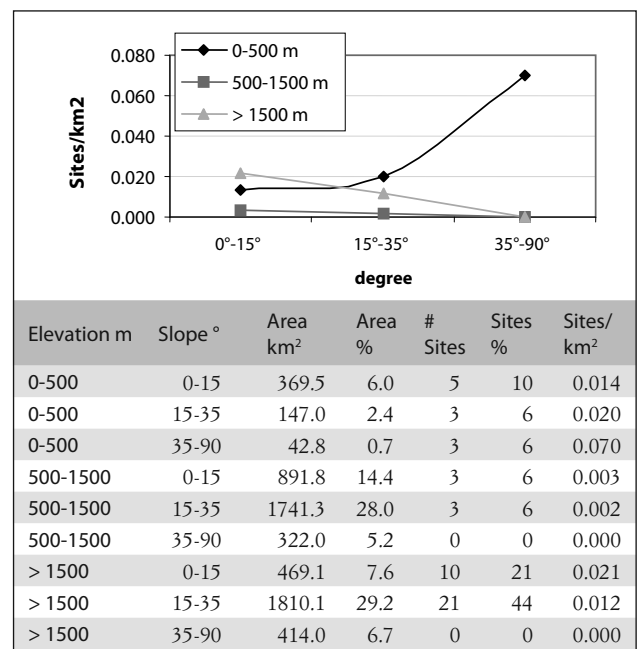 0-500 m
500-1500 m
> 1500 m
0.080
0.060
0.040
0.020
0.000
Sites/km2
0°-15° 15°-35° 35°-90°
degree
Elevation m Slope ° Area km² Area % # Sites Sites % Sites/ km²
0-500 0-15 369.5 6.0 5 10 0.014
0-500 15-35 147.0 2.4 3 6 0.020
0-500 35-90 42.8 0.7 3 6 0.070
500-1500 0-15 891.8 14.4 3 6 0.003
500-1500 15-35 1741.3 28.0 3 6 0.002
500-1500 35-90 322.0 5.2 0 0 0.000
> 1500 0-15 469.1 7.6 10 21 0.021
> 1500 15-35 1810.1 29.2 21 44 0.012
> 1500 35-90 414.0 6.7 0 0 0.000